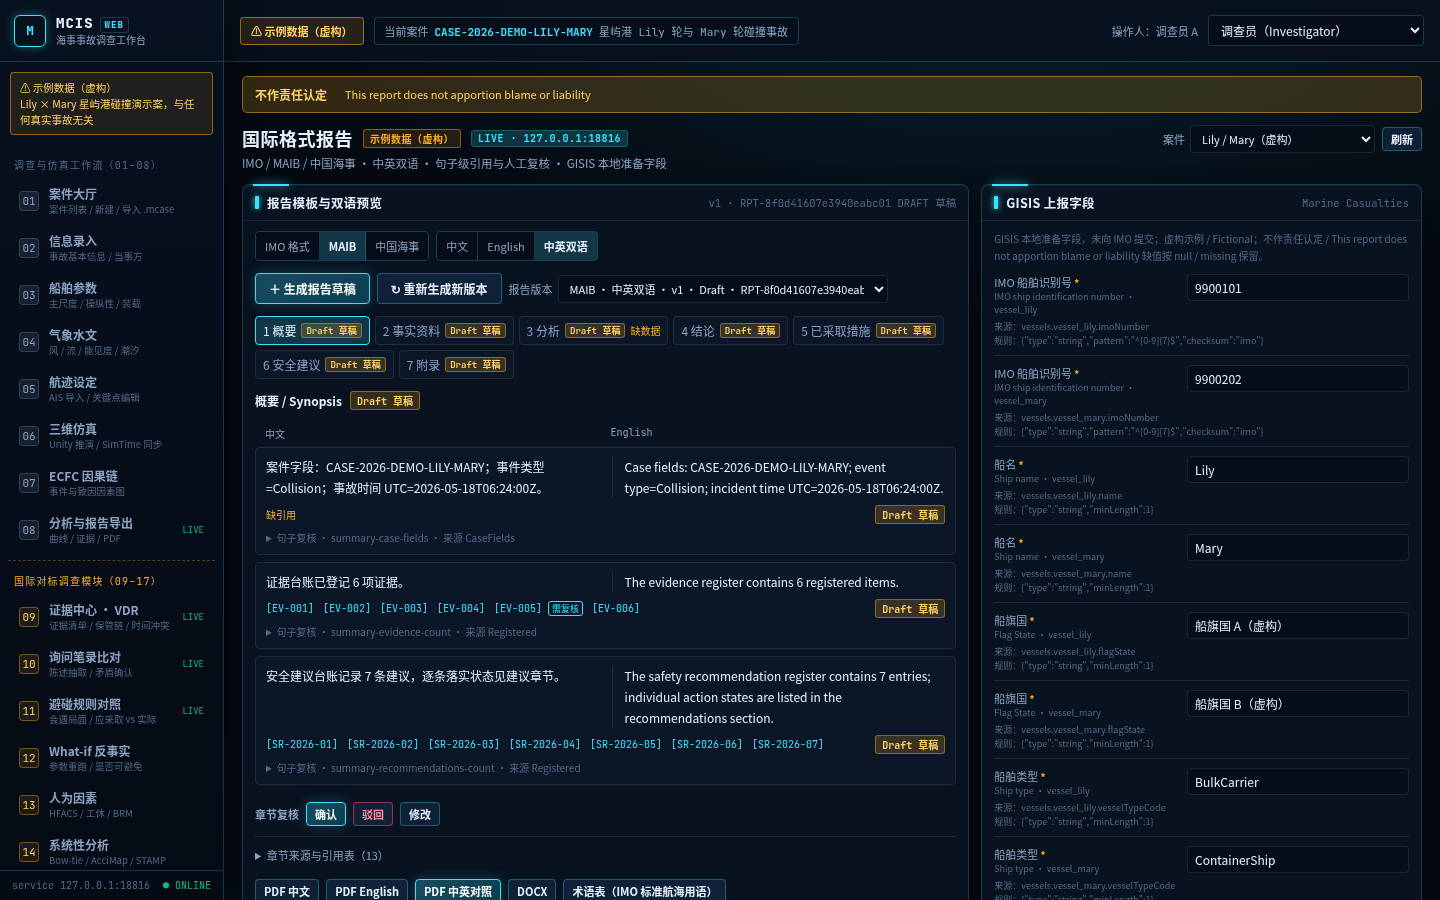 M
MCIS WEB
海事事故调查工作台
⚠ 示例数据（虚构）
当前案件 CASE-2026-DEMO-LILY-MARY 星屿港 Lily 轮与 Mary 轮碰撞事故
操作人：调查员 A
调查员（Investigator）
⚠ 示例数据（虚构）
Lily × Mary 星屿港碰撞演示案，与任
何真实事故无关
调查与仿真工作流（01-08）
01 案件大厅
案件列表 / 新建 / 导入 .mcase
02 信息录入
事故基本信息 / 当事方
03 船舶参数
主尺度 / 操纵性 / 装载
04 气象水文
风 / 流 / 能见度 / 潮汐
05 航迹设定
AIS 导入 / 关键点编辑
06 三维仿真
Unity 推演 / SimTime 同步
07 ECFC 因果链
事件与致因因素图
08 分析与报告导出 LIVE
曲线 / 证据 / PDF
国际对标调查模块（09-17）
09 证据中心 · VDR LIVE
证据清单 / 保管链 / 时间冲突
10 询问笔录比对 LIVE
陈述抽取 / 矛盾确认
11 避碰规则对照 LIVE
会遇局面 / 应采取 vs 实际
12 What-if 反事实
参数重跑 / 是否可避免
13 人为因素
HFACS / 工休 / BRM
14 系统性分析
Bow-tie / AcciMap / STAMP
service 127.0.0.1:18816 ● ONLINE
不作责任认定 This report does not apportion blame or liability
国际格式报告 示例数据（虚构） LIVE · 127.0.0.1:18816
案件 Lily / Mary（虚构） 刷新
IMO / MAIB / 中国海事 · 中英双语 · 句子级引用与人工复核 · GISIS 本地准备字段
报告模板与双语预览 v1 · RPT-8f0d41607e3940eabc01 DRAFT 草稿
IMO 格式 MAIB 中国海事 中文 English 中英双语
＋ 生成报告草稿 ↻ 重新生成新版本 报告版本 MAIB · 中英双语 · v1 · Draft · RPT-8f0d41607e3940eat
1 概要 Draft 草稿 2 事实资料 Draft 草稿 3 分析 Draft 草稿 缺数据 4 结论 Draft 草稿 5 已采取措施 Draft 草稿
6 安全建议 Draft 草稿 7 附录 Draft 草稿
概要 / Synopsis Draft 草稿
中文 English
案件字段：CASE-2026-DEMO-LILY-MARY；事件类型
=Collision；事故时间 UTC=2026-05-18T06:24:00Z。
Case fields: CASE-2026-DEMO-LILY-MARY; event
type=Collision; incident time UTC=2026-05-18T06:24:00Z.
缺引用 Draft 草稿
▶ 句子复核 · summary-case-fields · 来源 CaseFields
证据台账已登记 6 项证据。
The evidence register contains 6 registered items.
[EV-001] [EV-002] [EV-003] [EV-004] [EV-005] 需复核 [EV-006] Draft 草稿
▶ 句子复核 · summary-evidence-count · 来源 Registered
安全建议台账记录 7 条建议，逐条落实状态见建议章节。
The safety recommendation register contains 7 entries;
individual action states are listed in the
recommendations section.
[SR-2026-01] [SR-2026-02] [SR-2026-03] [SR-2026-04] [SR-2026-05] [SR-2026-06] [SR-2026-07] Draft 草稿
▶ 句子复核 · summary-recommendations-count · 来源 Registered
章节复核 确认 驳回 修改
▶ 章节来源与引用表（13）
PDF 中文 PDF English PDF 中英对照 DOCX 术语表（IMO 标准航海用语）
GISIS 上报字段 Marine Casualties
GISIS 本地准备字段，未向 IMO 提交；虚构示例 / Fictional；不作责任认定 / This report does
not apportion blame or liability 缺值按 null / missing 保留。
IMO 船舶识别号 * 9900101
IMO ship identification number ·
vessel_lily
来源：vessels.vessel_lily.imoNumber
规则：{"type":"string","pattern":"^[0-9]{7}$","checksum":"imo"}
IMO 船舶识别号 * 9900202
IMO ship identification number ·
vessel_mary
来源：vessels.vessel_mary.imoNumber
规则：{"type":"string","pattern":"^[0-9]{7}$","checksum":"imo"}
船名 * Lily
Ship name · vessel_lily
来源：vessels.vessel_lily.name
规则：{"type":"string","minLength":1}
船名 * Mary
Ship name · vessel_mary
来源：vessels.vessel_mary.name
规则：{"type":"string","minLength":1}
船旗国 * 船旗国 A（虚构）
Flag State · vessel_lily
来源：vessels.vessel_lily.flagState
规则：{"type":"string","minLength":1}
船旗国 * 船旗国 B（虚构）
Flag State · vessel_mary
来源：vessels.vessel_mary.flagState
规则：{"type":"string","minLength":1}
船舶类型 * BulkCarrier
Ship type · vessel_lily
来源：vessels.vessel_lily.vesselTypeCode
规则：{"type":"string","minLength":1}
船舶类型 * ContainerShip
Ship type · vessel_mary
来源：vessels.vessel_mary.vesselTypeCode